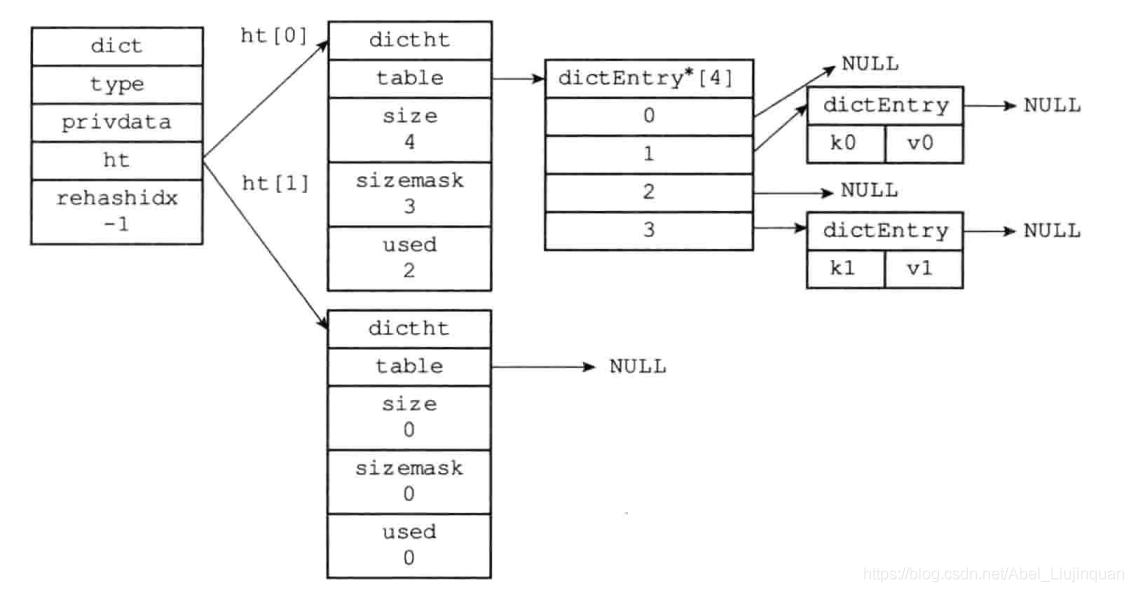 dict
type
privdata
ht
rehashidx
-1
ht[0]
ht[1]
dictht
table
size
4
sizemask
3
used
2
dictht
table
NULL
size
0
sizemask
0
used
0
dictEntry*[4]
0
1
2
3
NULL
dictEntry
NULL
k0 v0
NULL
dictEntry
NULL
k1 v1
https://blog.csdn.net/Abel_Liujinquan